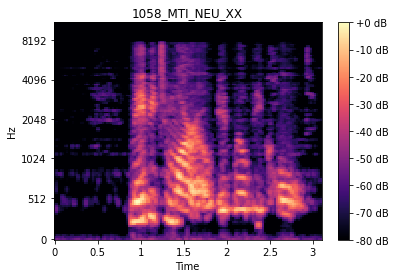 1058_MTI_NEU_XX
Hz
8192
4096
2048
1024
512
0
0
0.5
1
1.5
2
2.5
3
Time
+0 dB
-10 dB
-20 dB
-30 dB
-40 dB
-50 dB
-60 dB
-70 dB
-80 dB